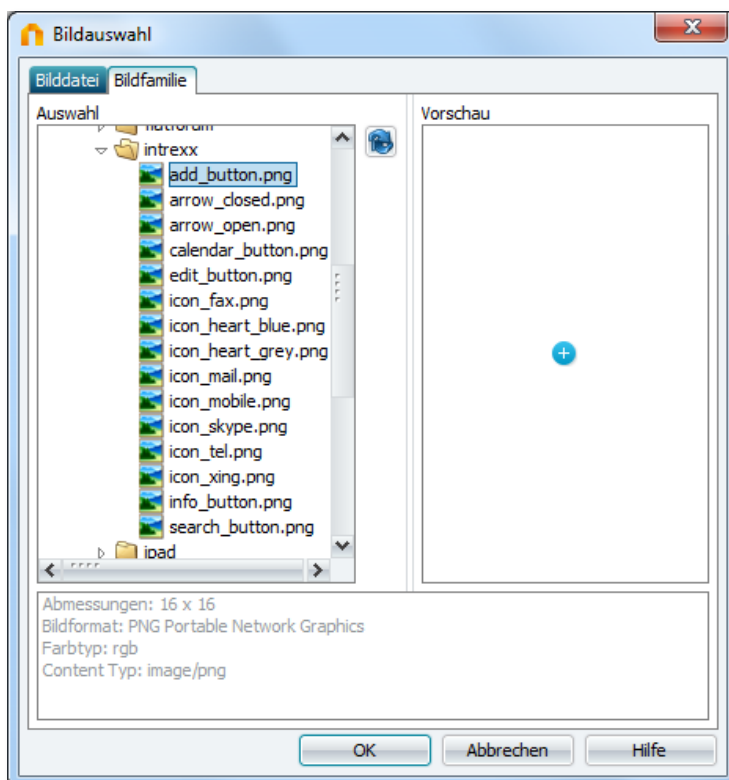 Bildauswahl
Bilddatei Bildfamilie
Auswahl
Vorschau
flatforum
intrexx
add_button.png
arrow_closed.png
arrow_open.png
calendar_button.png
edit_button.png
icon_fax.png
icon_heart_blue.png
icon_heart_grey.png
icon_mail.png
icon_mobile.png
icon_skype.png
icon_tel.png
icon_xing.png
info_button.png
search_button.png
ipad
Abmessungen: 16 x 16
Bildformat: PNG Portable Network Graphics
Farbtyp: rgb
Content Typ: image/png
OK Abbrechen Hilfe